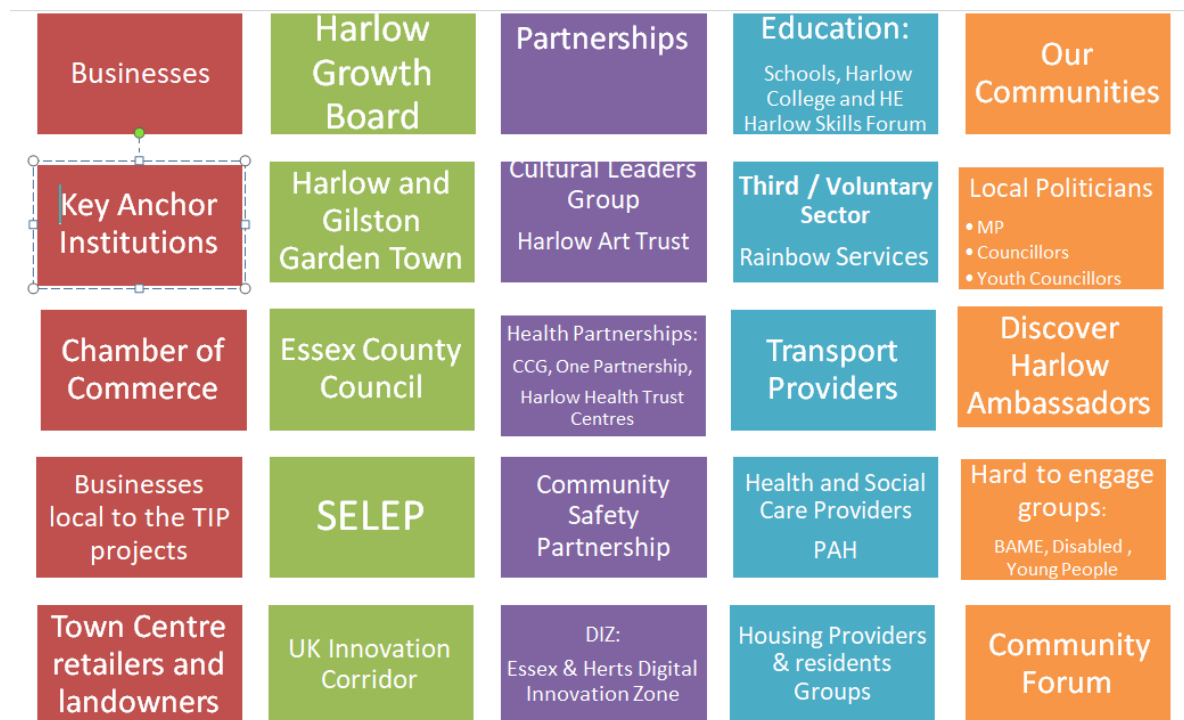 Businesses
Harlow
Growth
Board
Partnerships
Education:
Schools, Harlow
College and HE
Harlow Skills Forum
Our
Communities
Key Anchor
Institutions
Harlow and
Gilston
Garden Town
Cultural Leaders
Group
Harlow Art Trust
Third / Voluntary
Sector
Rainbow Services
Local Politicians
• MP
• Councillors
• Youth Councillors
Chamber of
Commerce
Essex County
Council
Health Partnerships:
CCG, One Partnership,
Harlow Health Trust
Centres
Transport
Providers
Discover
Harlow
Ambassadors
Businesses
local to the TIP
projects
SELEP
Community
Safety
Partnership
Health and Social
Care Providers
PAH
Hard to engage
groups:
BAME, Disabled ,
Young People
Town Centre
retailers and
landowners
UK Innovation
Corridor
DIZ:
Essex & Herts Digital
Innovation Zone
Housing Providers
& residents
Groups
Community
Forum